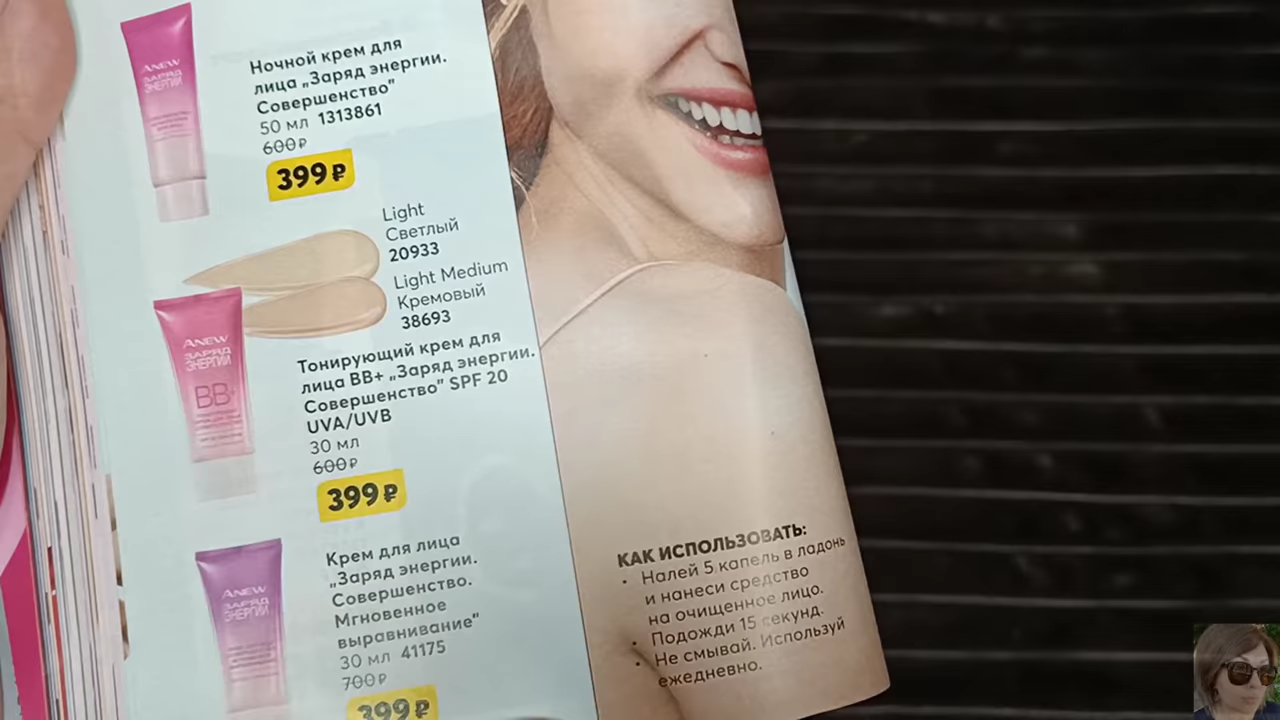 ANEW
ЗАРЯД
ЭНЕРГИИ
Ночной крем для
лица „Заряд энергии.
Совершенство”
50 мл 1313861
600 ₽
399 ₽
Light
Светлый
20933
Light Medium
Кремовый
38693
ANEW
ЗАРЯД
ЭНЕРГИИ
BB+
Тонирующий крем для
лица BB+ „Заряд энергии.
Совершенство” SPF 20
UVA/UVB
30 мл
600 ₽
399 ₽
ANEW
ЗАРЯД
ЭНЕРГИИ
Крем для лица
„Заряд энергии.
Совершенство.
Мгновенное
выравнивание”
30 мл 41175
700 ₽
399 ₽
КАК ИСПОЛЬЗОВАТЬ:
• Налей 5 капель в ладонь
и нанеси средство
на очищенное лицо.
• Подожди 15 секунд.
• Не смывай. Используй
ежедневно.